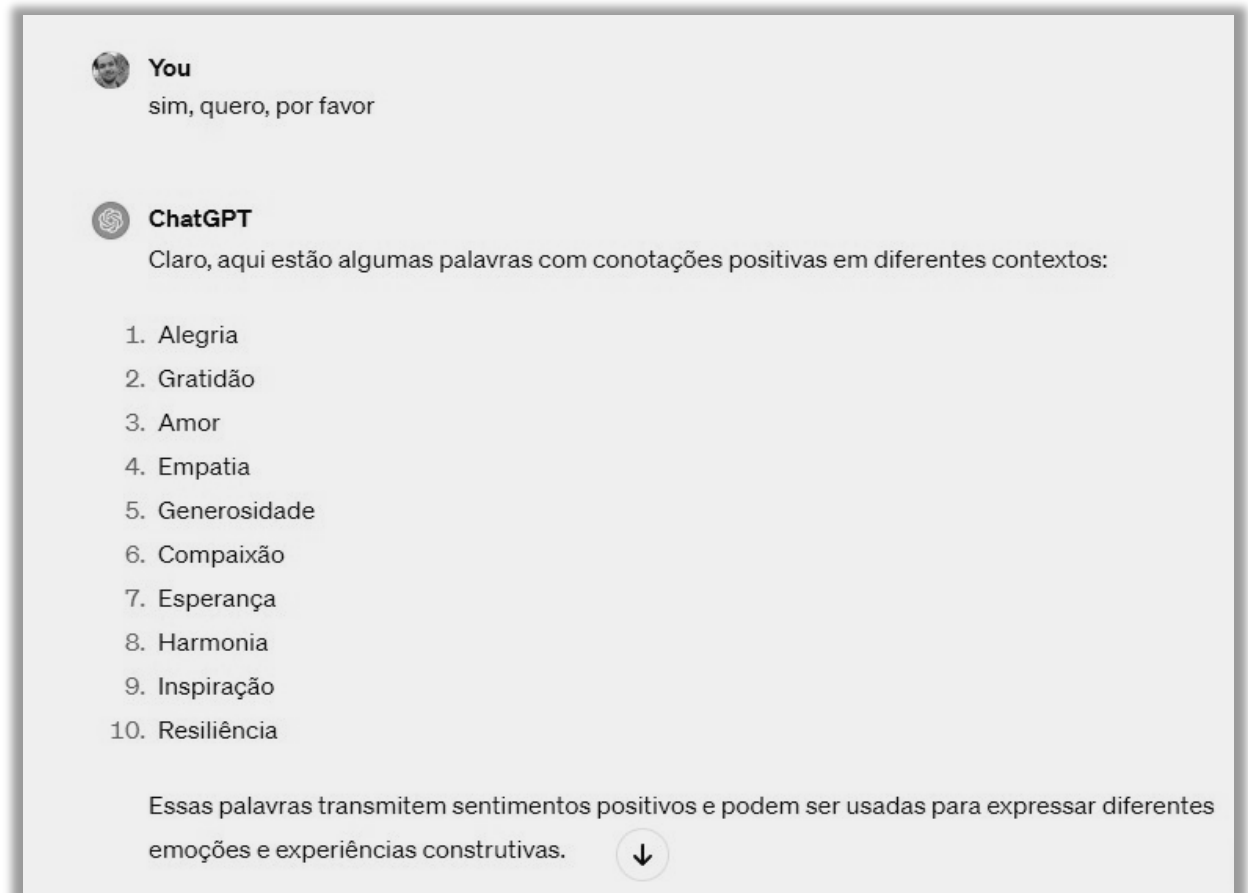 You
sim, quero, por favor
ChatGPT
Claro, aqui estão algumas palavras com conotações positivas em diferentes contextos:
1. Alegria
2. Gratidão
3. Amor
4. Empatia
5. Generosidade
6. Compaixão
7. Esperança
8. Harmonia
9. Inspiração
10. Resiliência
Essas palavras transmitem sentimentos positivos e podem ser usadas para expressar diferentes
emoções e experiências construtivas.